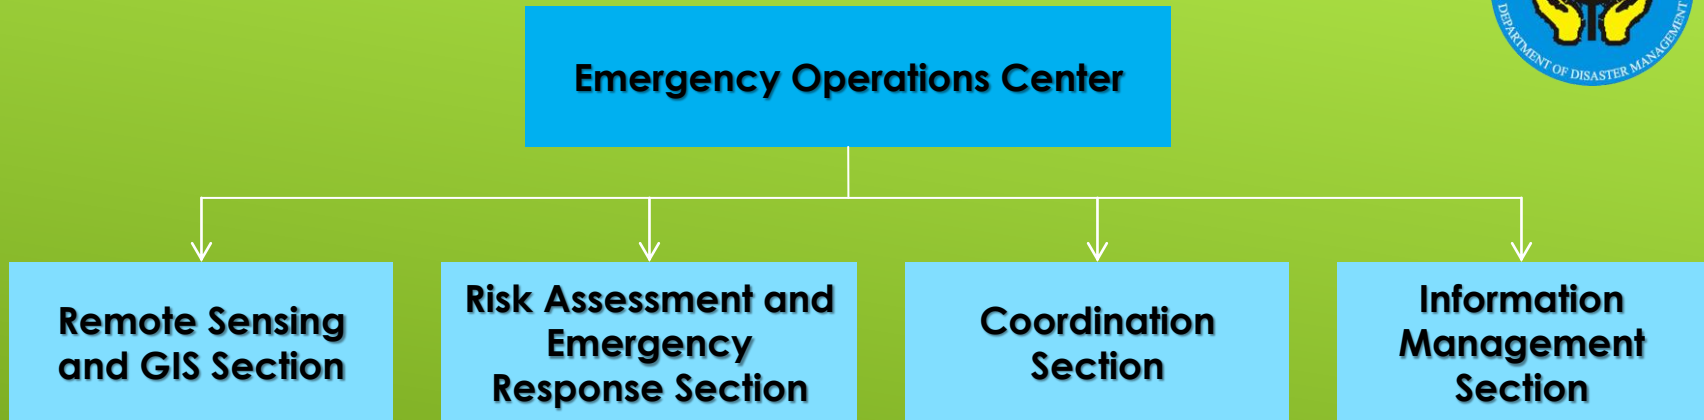 Emergency Operations Center
DEPARTMENT OF DISASTER MANAGEMENT
Remote Sensing
and GIS Section
Risk Assessment and
Emergency
Response Section
Coordination
Section
Information
Management
Section